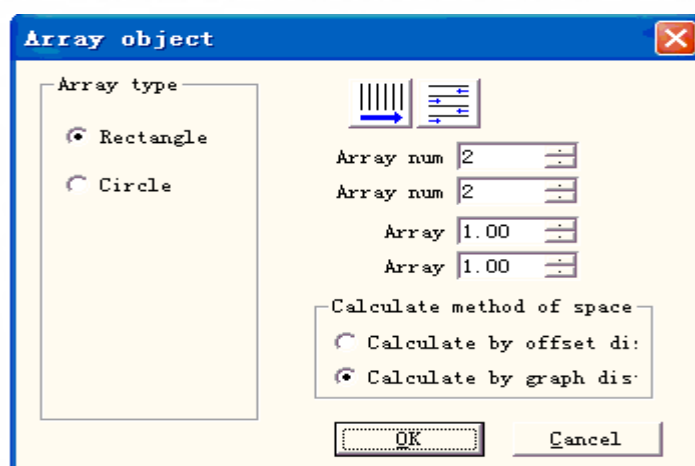 Array object
Array type
Rectangle
Circle
Array num 2
Array num 2
Array 1.00
Array 1.00
Calculate method of space
Calculate by offset di
Calculate by graph dis
OK
Cancel